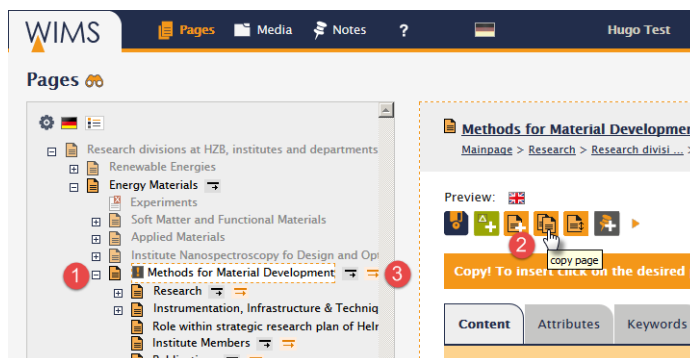 WIMS
Pages
Media
Notes
?
Hugo Test
Pages
Research divisions at HZB, institutes and departments
Renewable Energies
Energy Materials
Experiments
Soft Matter and Functional Materials
Applied Materials
Institute Nanospectroscopy fo Design and Opt
1
Methods for Material Development
3
Research
Instrumentation, Infrastructure & Techniq
Role within strategic research plan of Helr
Institute Members
Methods for Material Developmen
Mainpage > Research > Research divisi ... >
Preview:
2
copy page
Copy! To insert click on the desired
Content
Attributes
Keywords